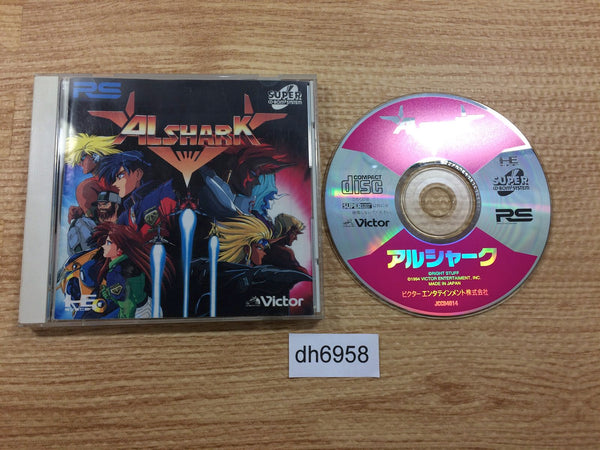 RS
SUPER
CD-ROM² SYSTEM
ALSHARK
PCE
Victor
SUPER
CD-ROM² SYSTEM
COMPACT
disc
RS
Victor
アルシャーク
©RIGHT STUFF
©1994 VICTOR ENTERTAINMENT, INC.
MADE IN JAPAN
ビクターエンタテインメント株式会社
JCCD4814
dh6958